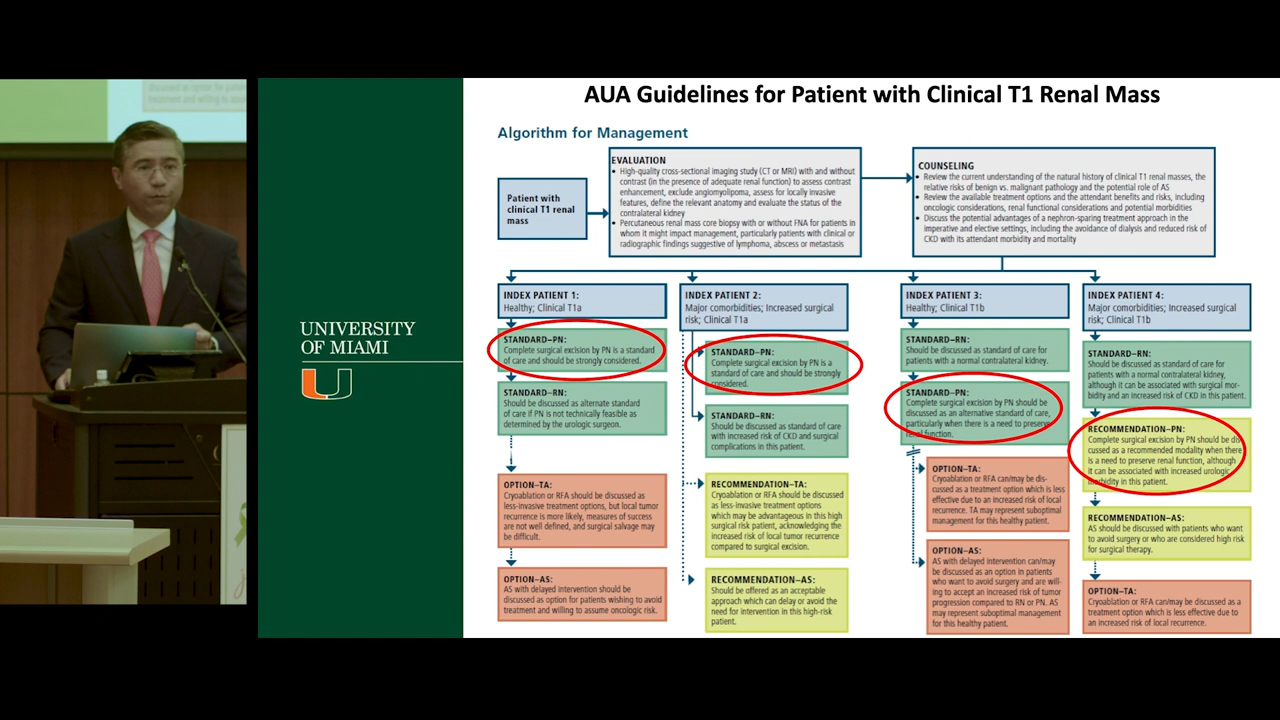 AUA Guidelines for Patient with Clinical T1 Renal Mass
Algorithm for Management
Patient with
clinical T1 renal
mass
EVALUATION
• High-quality cross-sectional imaging study (CT or MRI) with and without
contrast (in the presence of adequate renal function) to assess contrast
enhancement, exclude angiomyolipoma, assess for locally invasive
features, define the relevant anatomy and evaluate the status of the
contralateral kidney
• Percutaneous renal mass core biopsy with or without FNA for patients in
whom it might impact management, particularly patients with clinical or
radiographic findings suggestive of lymphoma, abscess or metastasis
COUNSELING
• Review the current understanding of the natural history of clinical T1 renal masses, the
relative risks of benign vs. malignant pathology and the potential role of AS
• Review the available treatment options and the attendant benefits and risks, including
oncologic considerations, renal functional considerations and potential morbidities
• Discuss the potential advantages of a nephron-sparing treatment approach in the
imperative and elective settings, including the avoidance of dialysis and reduced risk of
CKD with its attendant morbidity and mortality
INDEX PATIENT 1:
Healthy; Clinical T1a
STANDARD–PN:
Complete surgical excision by PN is a standard
of care and should be strongly considered.
STANDARD–RN:
Should be discussed as alternate standard
of care if PN is not technically feasible as
determined by the urologic surgeon.
OPTION–TA:
Cryoablation or RFA should be discussed as
less-invasive treatment options, but local tumor
recurrence is more likely, measures of success
are not well defined, and surgical salvage may
be difficult.
OPTION–AS:
AS with delayed intervention should be
discussed as option for patients wishing to avoid
treatment and willing to assume oncologic risk.
INDEX PATIENT 2:
Major comorbidities; Increased surgical
risk; Clinical T1a
STANDARD–PN:
Complete surgical excision by PN is a
standard of care and should be strongly
considered.
STANDARD–RN:
Should be discussed as standard of care
with increased risk of CKD and surgical
complications in this patient.
RECOMMENDATION–TA:
Cryoablation or RFA should be discussed
as less-invasive treatment options
which may be advantageous in this high
surgical risk patient, acknowledging the
increased risk of local tumor recurrence
compared to surgical excision.
RECOMMENDATION–AS:
Should be offered as an acceptable
approach which can delay or avoid the
need for intervention in this high-risk
patient.
INDEX PATIENT 3:
Healthy; Clinical T1b
STANDARD–RN:
Should be discussed as standard of care for
patients with a normal contralateral kidney.
STANDARD–PN:
Complete surgical excision by PN should be
discussed as an alternative standard of care,
particularly when there is a need to preserve
renal function.
OPTION–TA:
Cryoablation or RFA can/may be dis-
cussed as a treatment option which is less
effective due to an increased risk of local
recurrence. TA may represent suboptimal
management for this healthy patient.
OPTION–AS:
AS with delayed intervention can/may
be discussed as an option in patients
who want to avoid surgery and are will-
ing to accept an increased risk of tumor
progression compared to RN or PN. AS
may represent suboptimal management
for this healthy patient.
INDEX PATIENT 4:
Major comorbidities; Increased surgical
risk; Clinical T1b
STANDARD–RN:
Should be discussed as standard of care for
patients with a normal contralateral kidney,
although it can be associated with surgical mor-
bidity and an increased risk of CKD in this patient.
RECOMMENDATION–PN:
Complete surgical excision by PN should be dis-
cussed as a recommended modality when there
is a need to preserve renal function, although
it can be associated with increased urologic
morbidity in this patient.
RECOMMENDATION–AS:
AS should be discussed with patients who want
to avoid surgery or who are considered high risk
for surgical therapy.
OPTION–TA:
Cryoablation or RFA can/may be discussed as a
treatment option which may be less effective due to
an increased risk of local recurrence.
UNIVERSITY
OF MIAMI